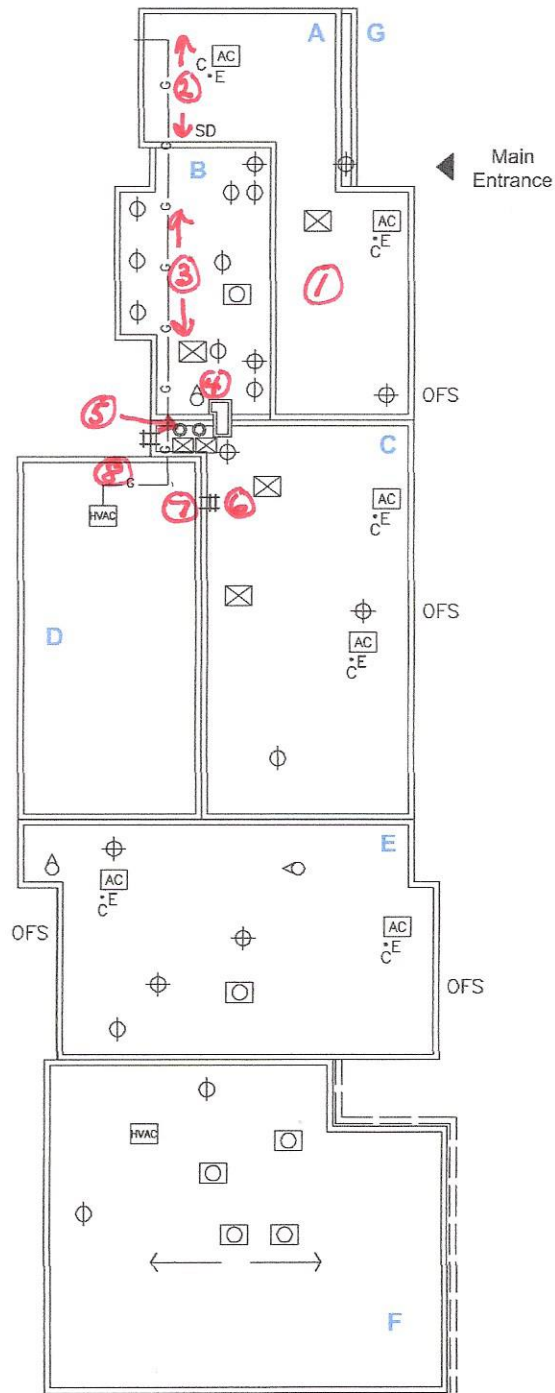 A G
AC
C E
②
SD
B
Main
Entrance
AC
C E
①
③
④
OFS
⑤
C
⑧
⑦ ⑥
HVAC
AC
C E
D
OFS
AC
C E
E
AC
C E
AC
C E
OFS
OFS
HVAC
F
G
G
G
G
G
G
G
G